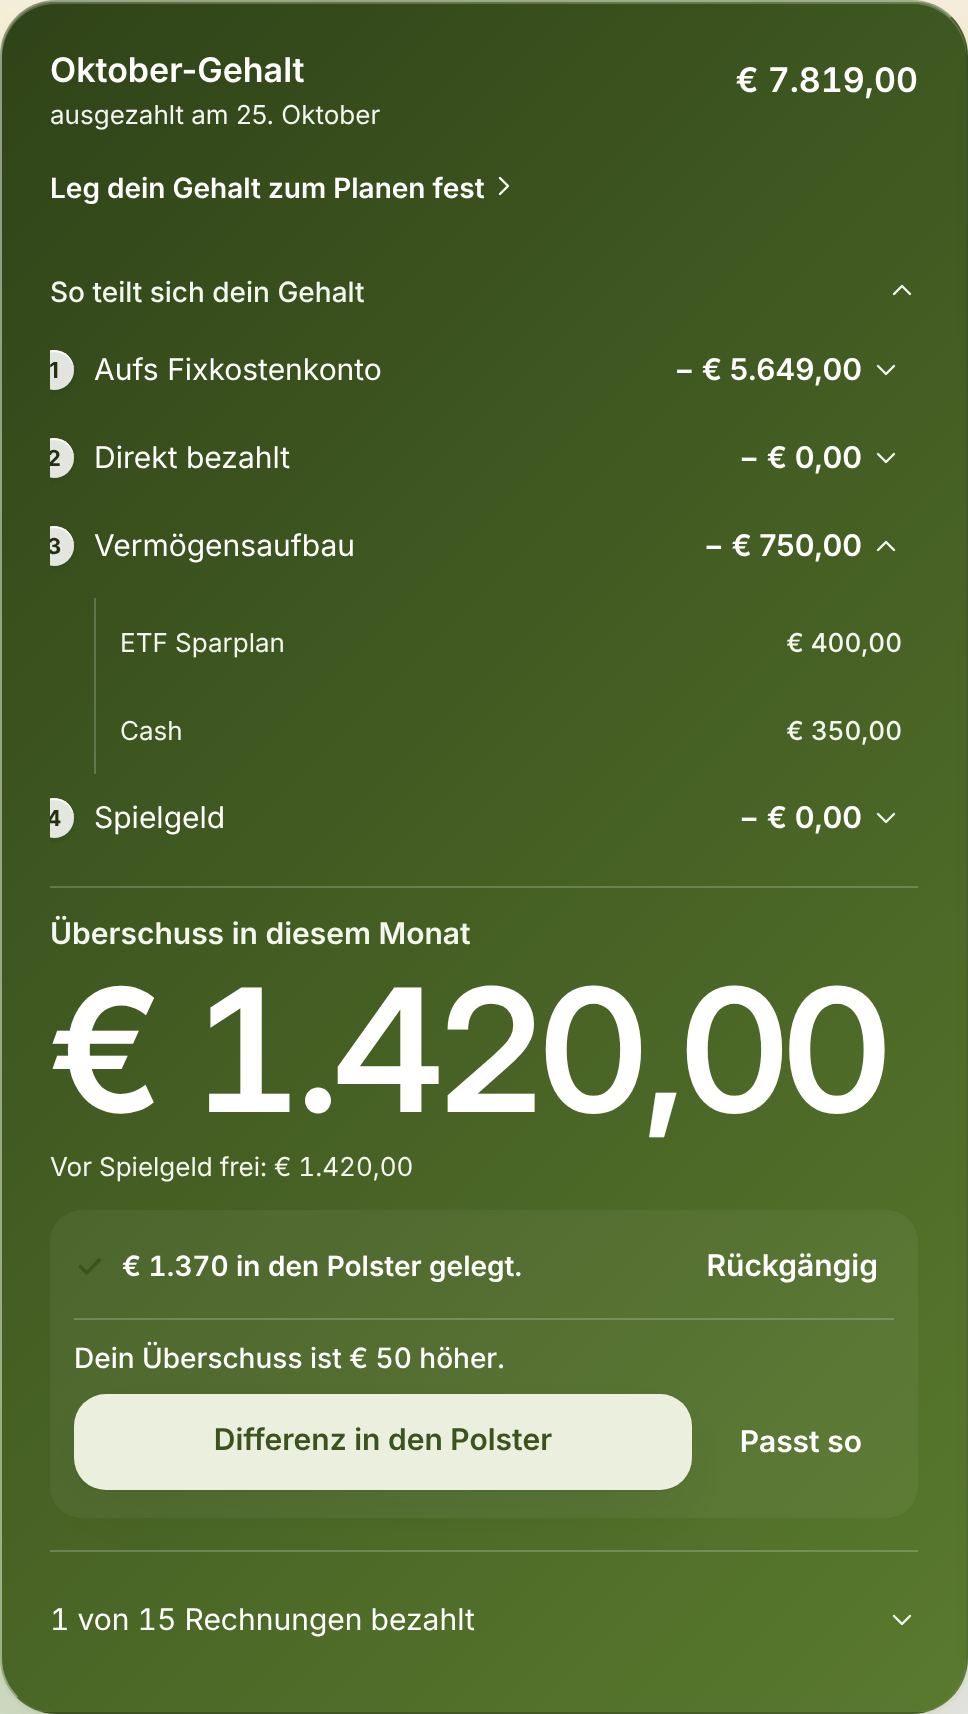 Oktober-Gehalt
€ 7.819,00
ausgezahlt am 25. Oktober
Leg dein Gehalt zum Planen fest
So teilt sich dein Gehalt
1 Aufs Fixkostenkonto – € 5.649,00
2 Direkt bezahlt – € 0,00
3 Vermögensaufbau – € 750,00
ETF Sparplan € 400,00
Cash € 350,00
4 Spielgeld – € 0,00
Überschuss in diesem Monat
€ 1.420,00
Vor Spielgeld frei: € 1.420,00
€ 1.370 in den Polster gelegt. Rückgängig
Dein Überschuss ist € 50 höher.
Differenz in den Polster Passt so
1 von 15 Rechnungen bezahlt